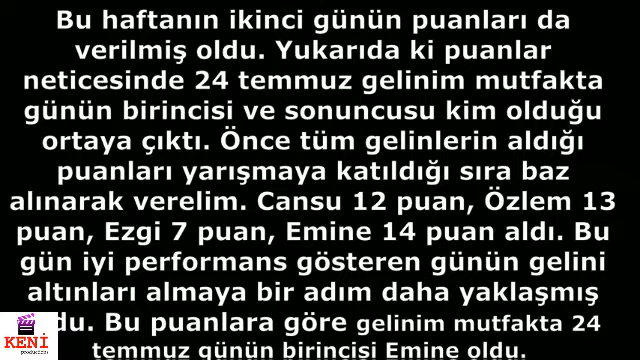 Bu haftanın ikinci günün puanları da
verilmiş oldu. Yukarıda ki puanlar
neticesinde 24 temmuz gelinim mutfakta
günün birincisi ve sonuncusu kim olduğu
ortaya çıktı. Önce tüm gelinlerin aldığı
puanları yarışmaya katıldığı sıra baz
alınarak verelim. Cansu 12 puan, Özlem 13
puan, Ezgi 7 puan, Emine 14 puan aldı. Bu
gün iyi performans gösteren günün gelini
altınları almaya bir adım daha yaklaşmış
du. Bu puanlara göre gelinim mutfakta 24
temmuz günün birincisi Emine oldu.
KENİ
production